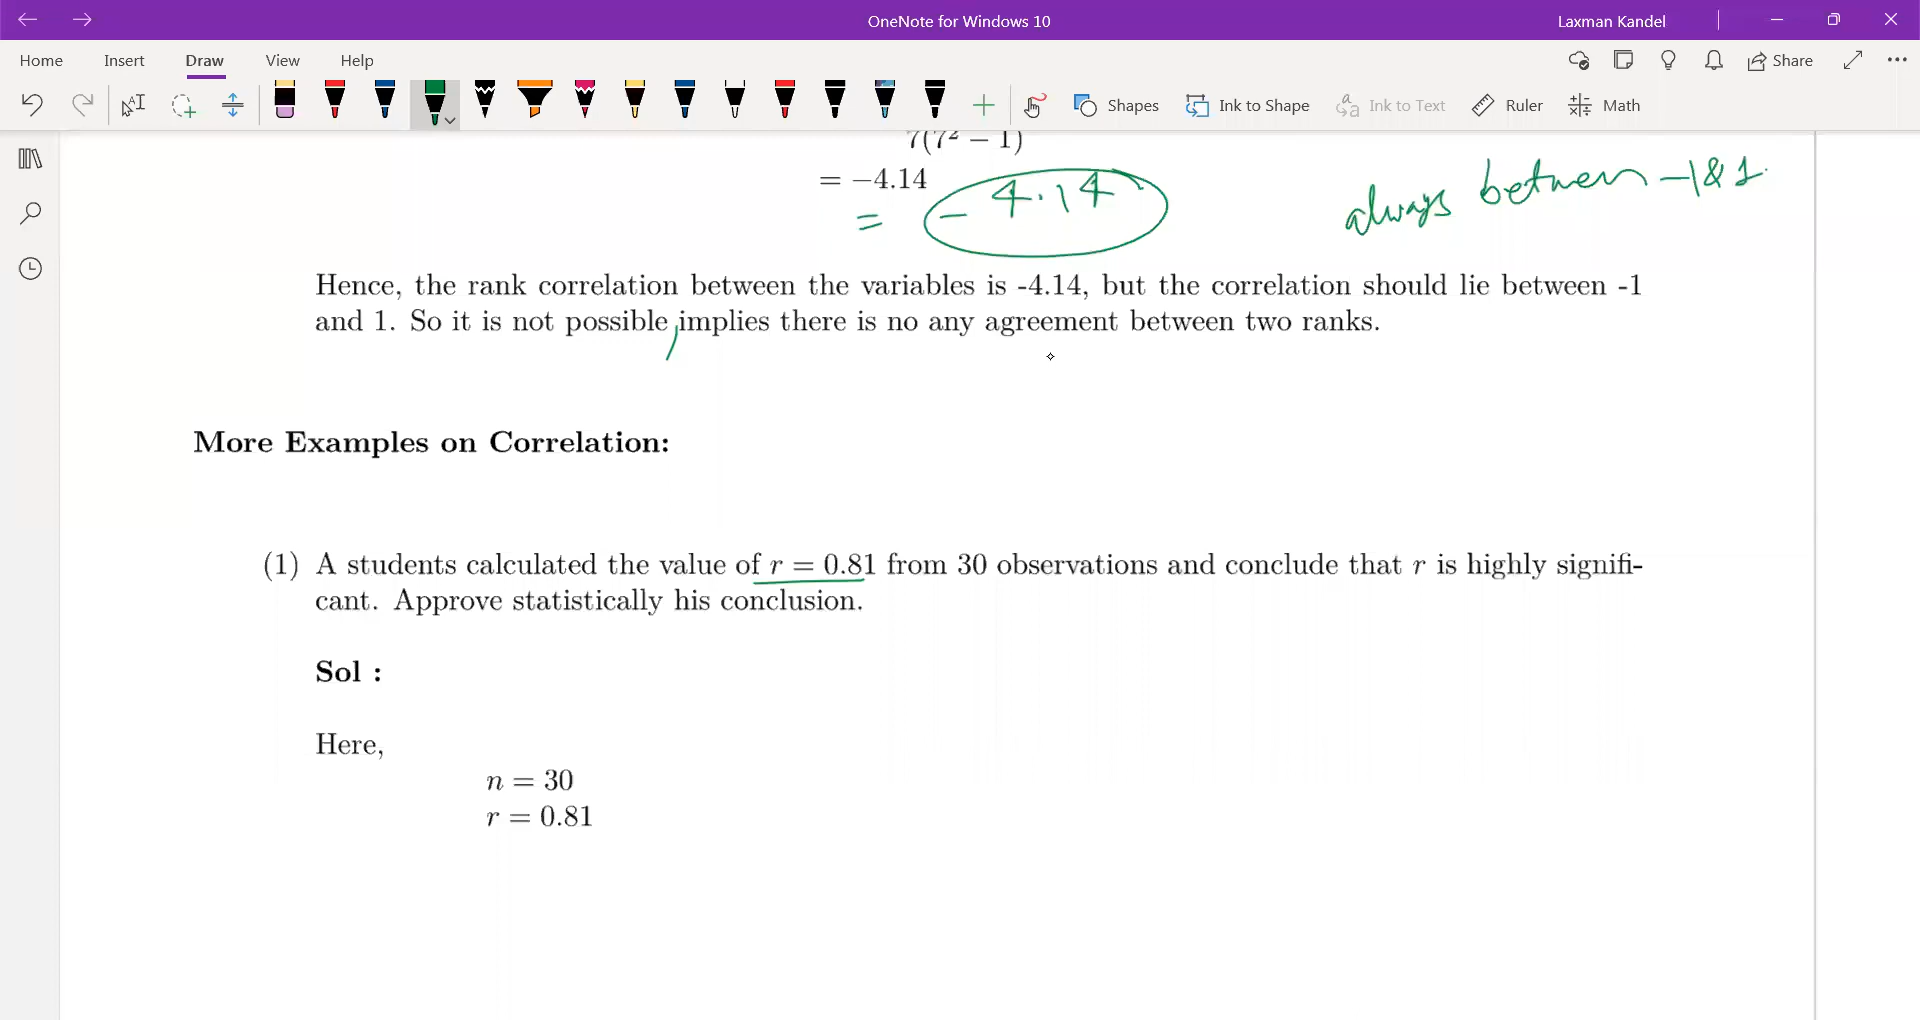 OneNote for Windows 10
Laxman Kandel
Home Insert Draw View Help
Share
Shapes Ink to Shape Ink to Text Ruler Math
7(7² − 1)
= −4.14
= − 4.14
always between −1 & 1.
Hence, the rank correlation between the variables is -4.14, but the correlation should lie between -1
and 1. So it is not possible, implies there is no any agreement between two ranks.
More Examples on Correlation:
(1) A students calculated the value of r = 0.81 from 30 observations and conclude that r is highly signifi-
cant. Approve statistically his conclusion.
Sol :
Here,
n = 30
r = 0.81